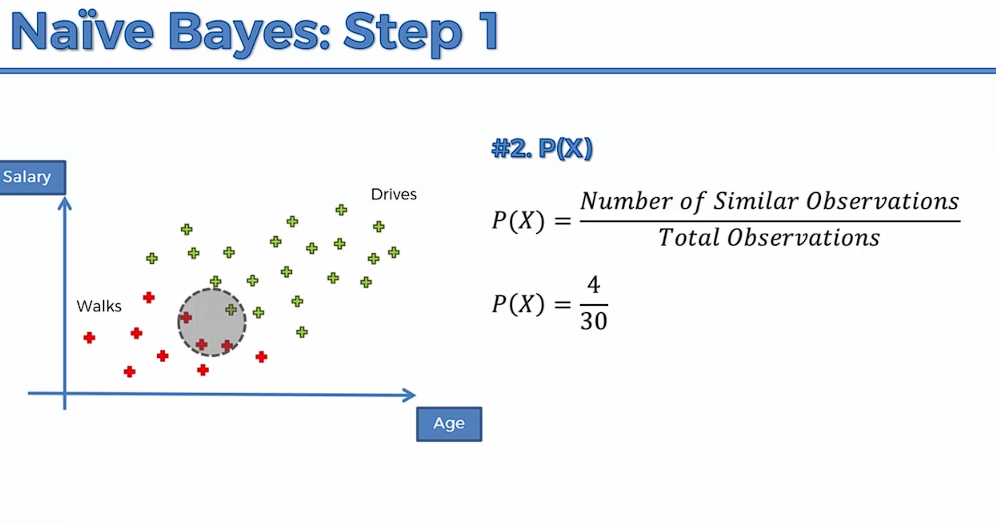 Naïve Bayes: Step 1
#2. P(X)
Salary
Drives
P(X) = Number of Similar Observations / Total Observations
Walks
P(X) = 4 / 30
Age